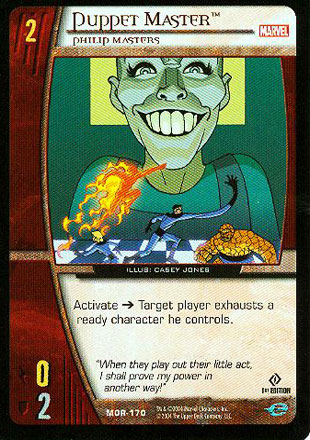 2
PUPPET MASTER™
PHILIP MASTERS
MARVEL
ILLUS: CASEY JONES
Activate ➔ Target player exhausts a
ready character he controls.
"When they play out their little act,
I shall prove my power in
another way!"
1ST EDITION
0
2
MOR-170